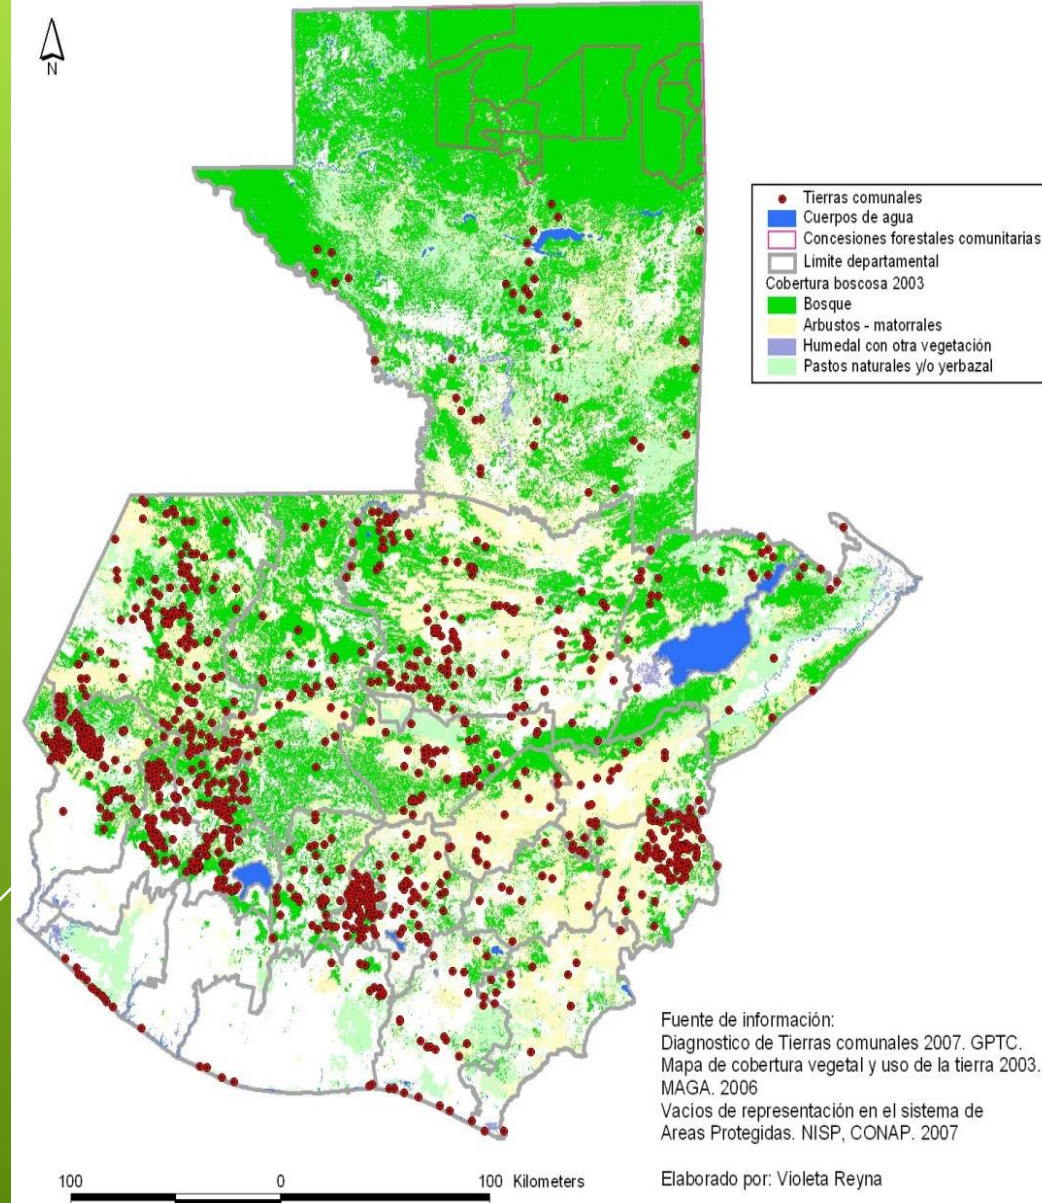 N
Tierras comunales
Cuerpos de agua
Concesiones forestales comunitarias
Limite departamental
Cobertura boscosa 2003
Bosque
Arbustos - matorrales
Humedal con otra vegetación
Pastos naturales y/o yerbazal
Fuente de información:
Diagnostico de Tierras comunales 2007. GPTC.
Mapa de cobertura vegetal y uso de la tierra 2003.
MAGA. 2006
Vacios de representación en el sistema de
Areas Protegidas. NISP, CONAP. 2007
Elaborado por: Violeta Reyna
100 0 100 Kilometers